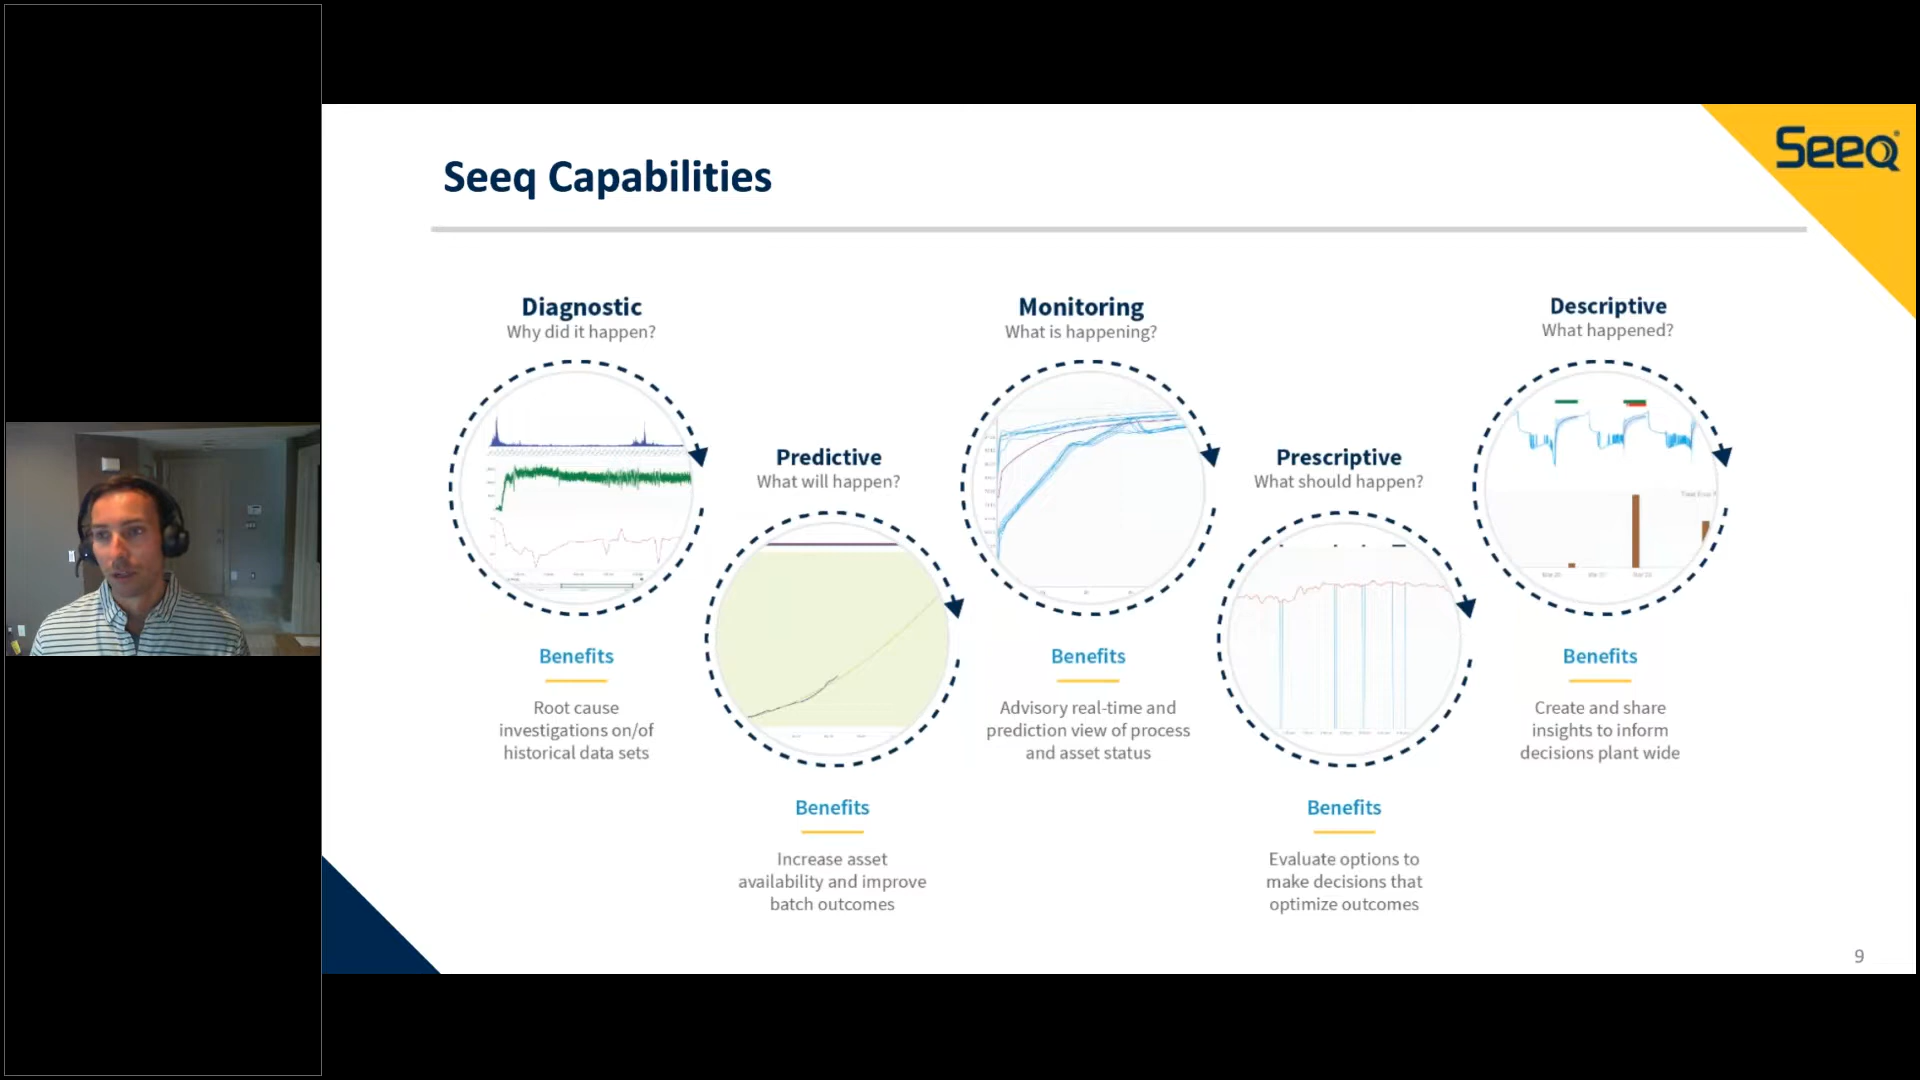 Seeq Capabilities
Seeq
Diagnostic
Why did it happen?
Benefits
Root cause
investigations on/of
historical data sets
Predictive
What will happen?
Benefits
Increase asset
availability and improve
batch outcomes
Monitoring
What is happening?
Benefits
Advisory real-time and
prediction view of process
and asset status
Prescriptive
What should happen?
Benefits
Evaluate options to
make decisions that
optimize outcomes
Descriptive
What happened?
Benefits
Create and share
insights to inform
decisions plant wide
9